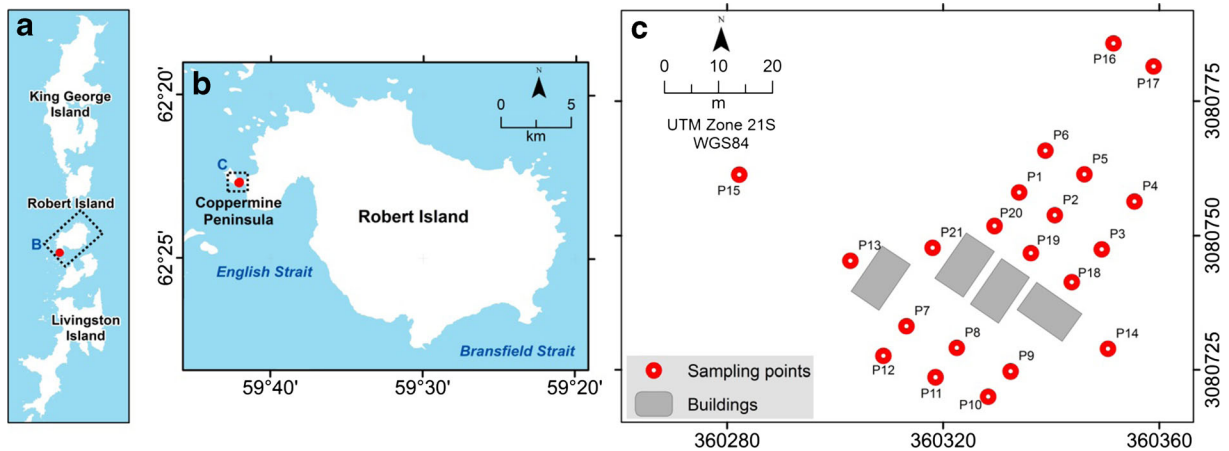 a
King George
Island
Robert Island
B
Livingston
Island
b
N
0 5
km
62°20'
62°25'
C
Coppermine
Peninsula
Robert Island
English Strait
Bransfield Strait
59°40' 59°30' 59°20'
c
N
0 10 20
m
UTM Zone 21S
WGS84
P16
P17
P6
P15
P5
P1
P4
P2
P20
P19
P3
P21
P13
P18
P7
P8
P14
P12
P9
P11
P10
Sampling points
Buildings
3080775
3080750
3080725
360280 360320 360360